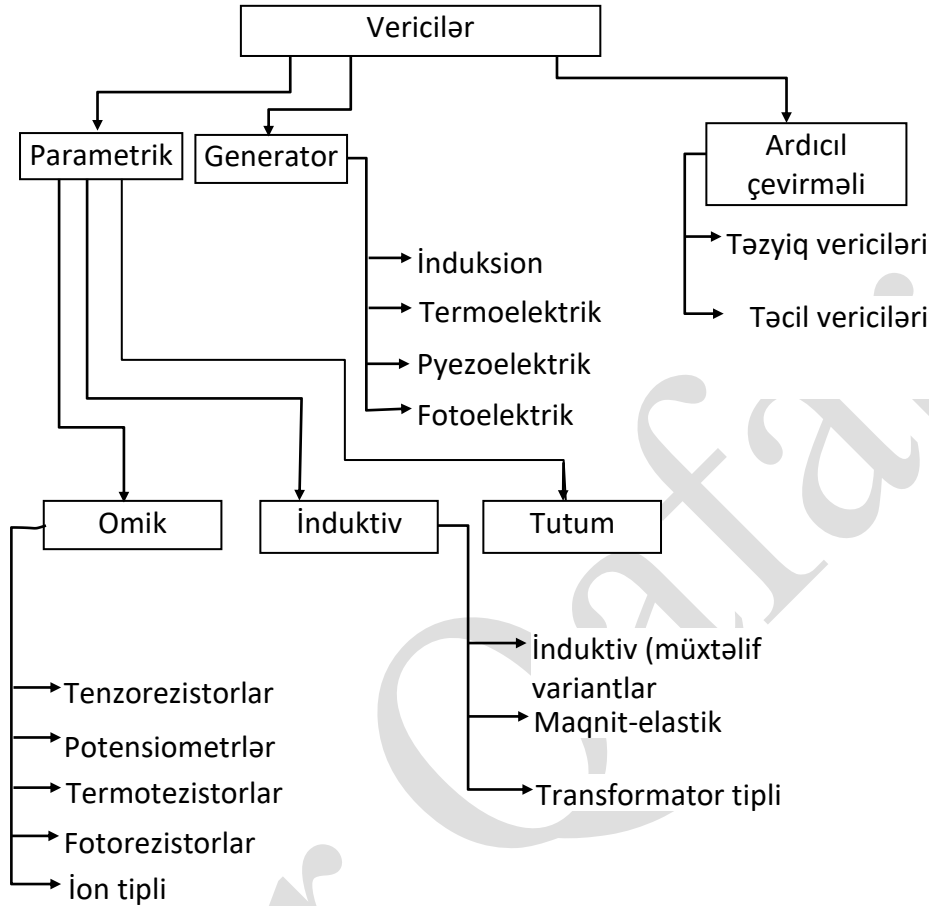 Vericilər
Parametrik
Generator
Ardıcıl
çevirməli
Təzyiq vericiləri
Təcil vericiləri
İnduksion
Termoelektrik
Pyezoelektrik
Fotoelektrik
Omik
İnduktiv
Tutum
İnduktiv (müxtəlif
variantlar
Maqnit-elastik
Transformator tipli
Tenzorezistorlar
Potensiometrlər
Termotezistorlar
Fotorezistorlar
İon tipli